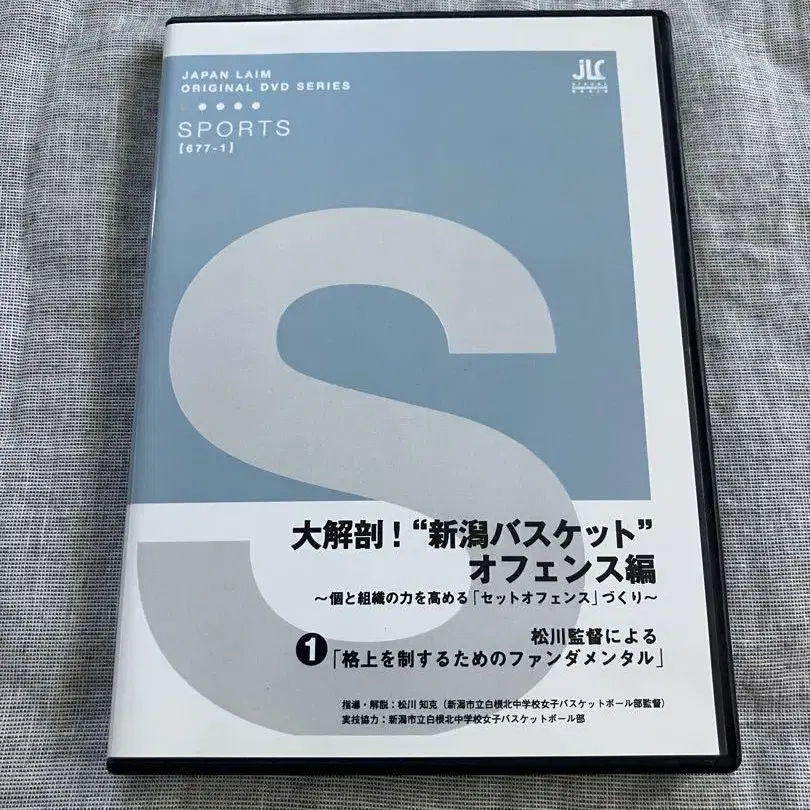 JAPAN LAIM
ORIGINAL DVD SERIES
JLC
SPORTS
[677-1]
S
大解剖！“新潟バスケット”
オフェンス編
～個と組織の力を高める「セットオフェンス」づくり～
❶ 松川監督による
「格上を制するためのファンダメンタル」
指導・解説：松川 知克（新潟市立白根北中学校女子バスケットボール部監督）
実技協力：新潟市立白根北中学校女子バスケットボール部